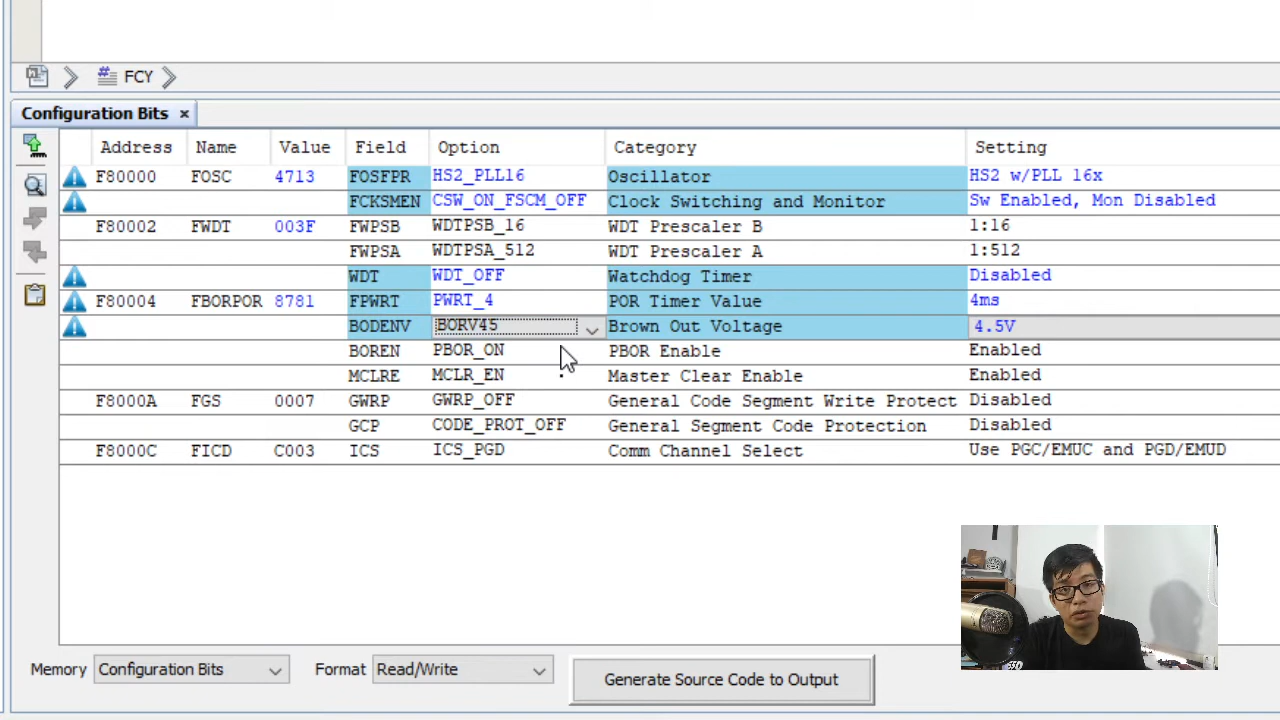 FCY
Configuration Bits ×
Address Name Value Field Option Category Setting
F80000 FOSC 4713 FOSFPR HS2_PLL16 Oscillator HS2 w/PLL 16x
FCKSMEN CSW_ON_FSCM_OFF Clock Switching and Monitor Sw Enabled, Mon Disabled
F80002 FWDT 003F FWPSB WDTPSB_16 WDT Prescaler B 1:16
FWPSA WDTPSA_512 WDT Prescaler A 1:512
WDT WDT_OFF Watchdog Timer Disabled
F80004 FBORPOR 8781 FPWRT PWRT_4 POR Timer Value 4ms
BODENV BORV45 Brown Out Voltage 4.5V
BOREN PBOR_ON PBOR Enable Enabled
MCLRE MCLR_EN Master Clear Enable Enabled
F8000A FGS 0007 GWRP GWRP_OFF General Code Segment Write Protect Disabled
GCP CODE_PROT_OFF General Segment Code Protection Disabled
F8000C FICD C003 ICS ICS_PGD Comm Channel Select Use PGC/EMUC and PGD/EMUD
Memory Configuration Bits Format Read/Write Generate Source Code to Output